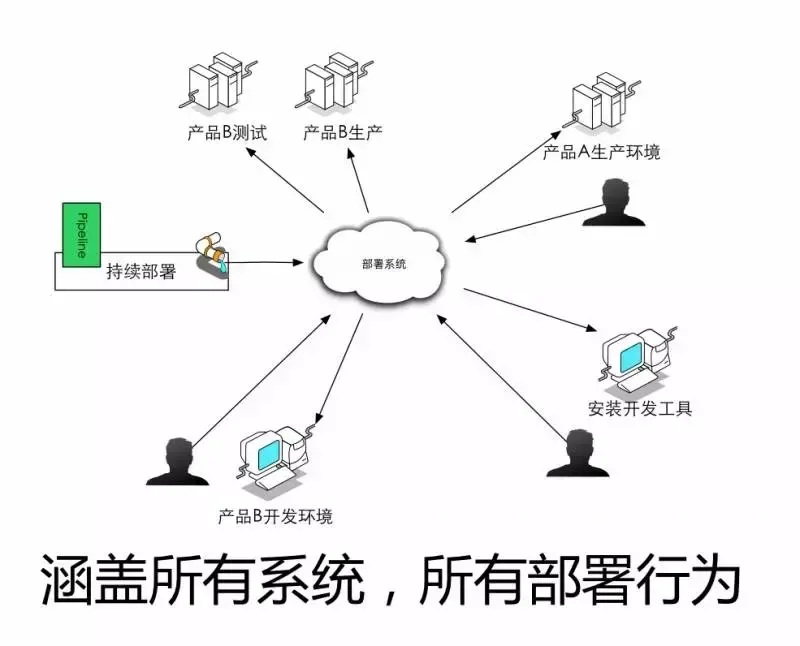 产品B测试
产品B生产
产品A生产环境
Pipeline
持续部署
部署系统
安装开发工具
产品B开发环境
涵盖所有系统，所有部署行为